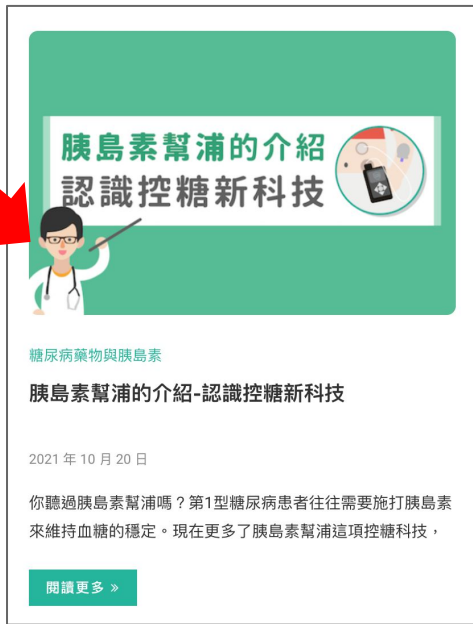 胰島素幫浦的介紹
認識控糖新科技
糖尿病藥物與胰島素
胰島素幫浦的介紹-認識控糖新科技
2021 年 10 月 20 日
你聽過胰島素幫浦嗎？第1型糖尿病患者往往需要施打胰島素
來維持血糖的穩定。現在更多了胰島素幫浦這項控糖科技，
閱讀更多 »